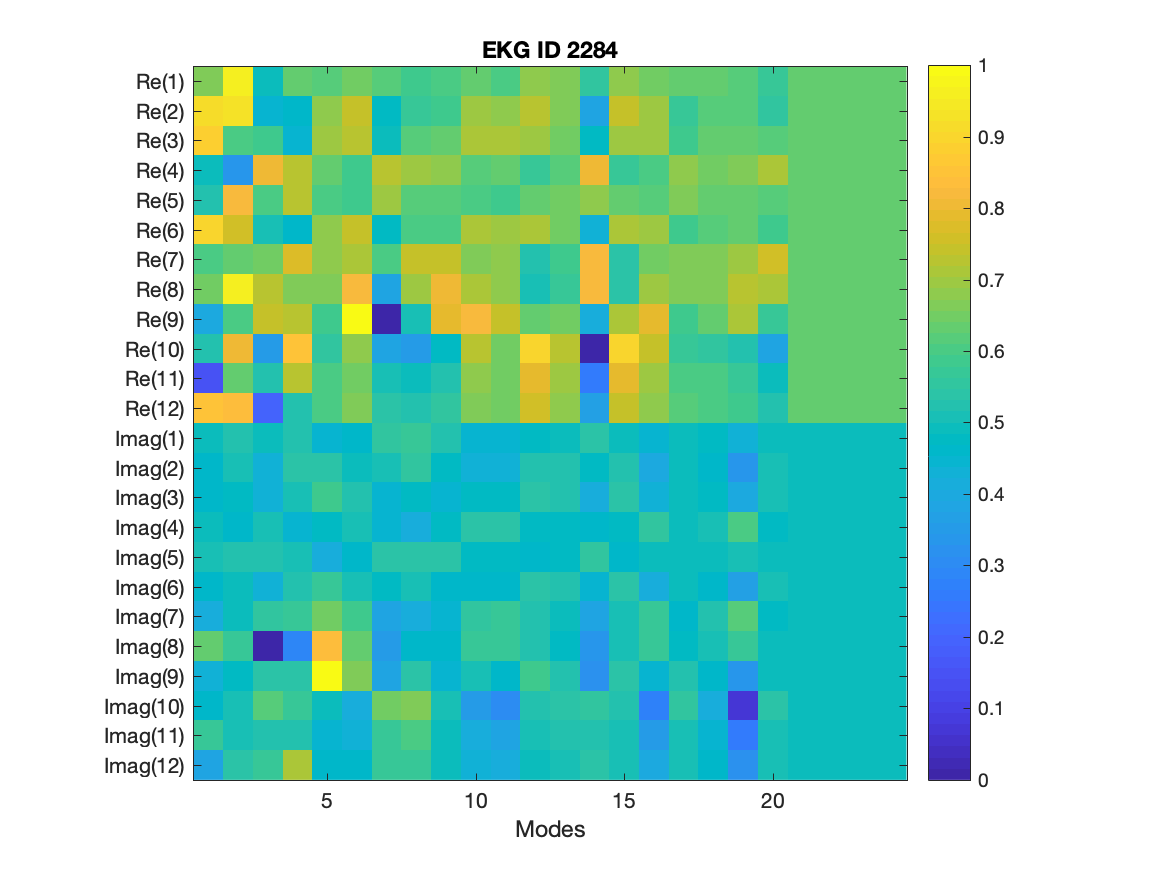 EKG ID 2284
Re(1)
Re(2)
Re(3)
Re(4)
Re(5)
Re(6)
Re(7)
Re(8)
Re(9)
Re(10)
Re(11)
Re(12)
Imag(1)
Imag(2)
Imag(3)
Imag(4)
Imag(5)
Imag(6)
Imag(7)
Imag(8)
Imag(9)
Imag(10)
Imag(11)
Imag(12)
5 10 15 20
Modes
1
0.9
0.8
0.7
0.6
0.5
0.4
0.3
0.2
0.1
0